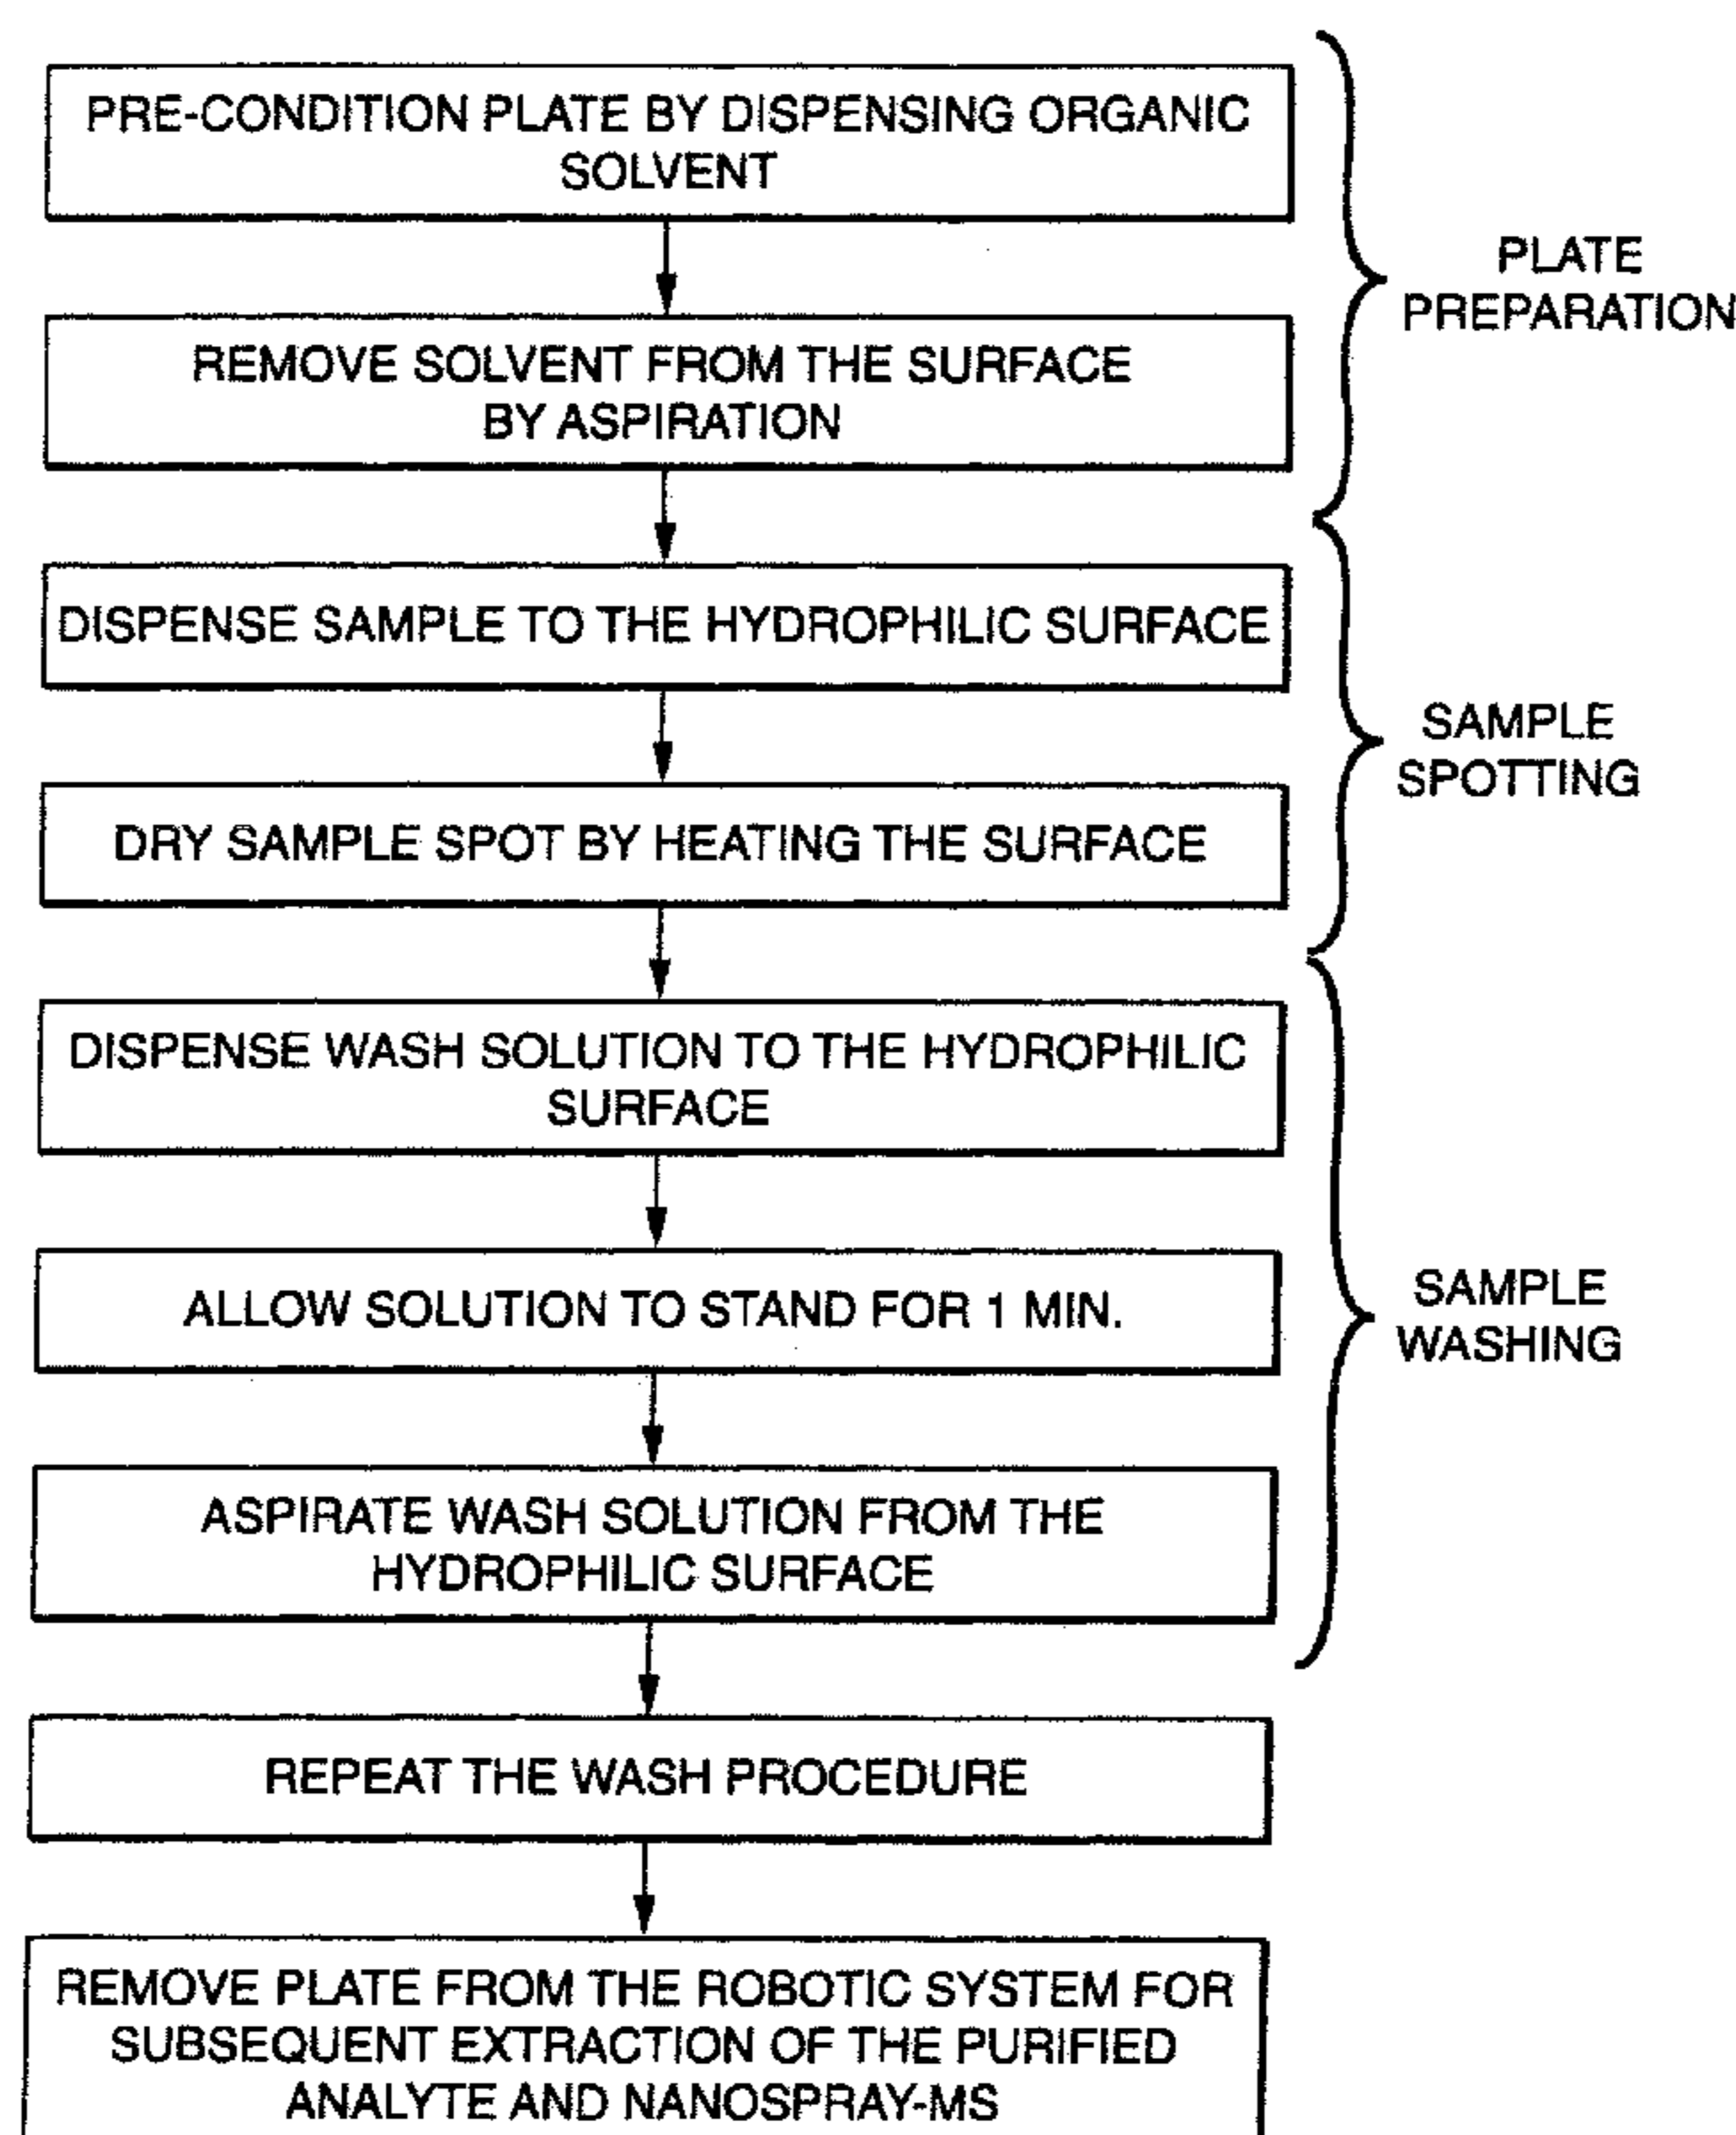 PRE-CONDITION PLATE BY DISPENSING ORGANIC
SOLVENT
REMOVE SOLVENT FROM THE SURFACE
BY ASPIRATION
PLATE
PREPARATION
DISPENSE SAMPLE TO THE HYDROPHILIC SURFACE
DRY SAMPLE SPOT BY HEATING THE SURFACE
SAMPLE
SPOTTING
DISPENSE WASH SOLUTION TO THE HYDROPHILIC
SURFACE
ALLOW SOLUTION TO STAND FOR 1 MIN.
ASPIRATE WASH SOLUTION FROM THE
HYDROPHILIC SURFACE
SAMPLE
WASHING
REPEAT THE WASH PROCEDURE
REMOVE PLATE FROM THE ROBOTIC SYSTEM FOR
SUBSEQUENT EXTRACTION OF THE PURIFIED
ANALYTE AND NANOSPRAY-MS